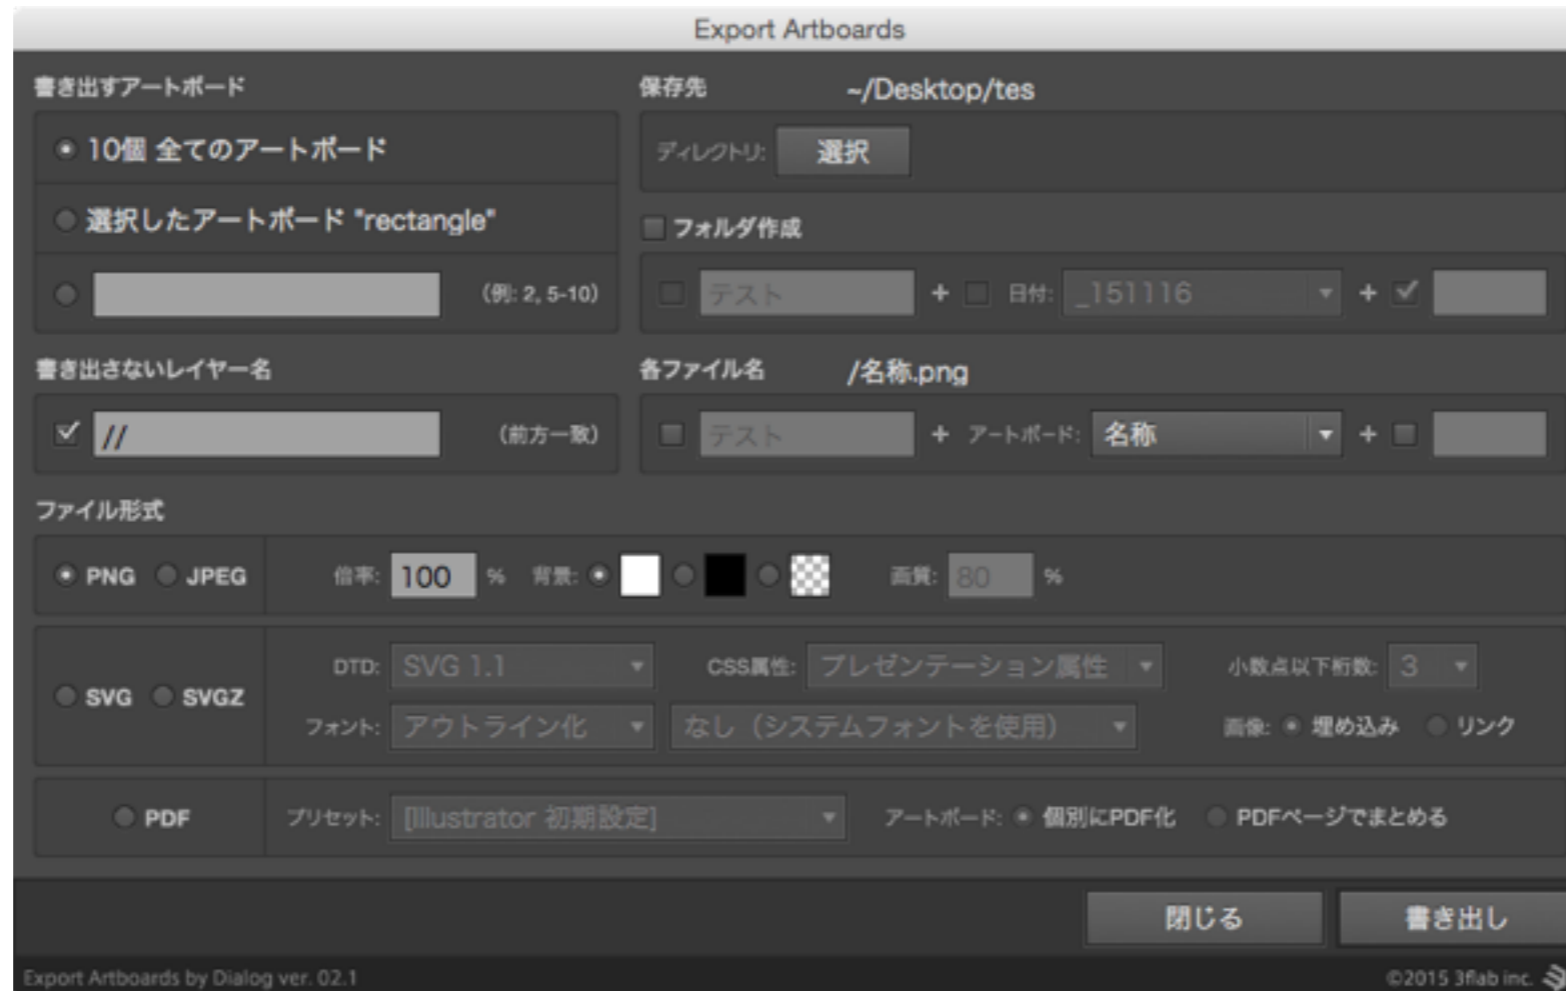 Export Artboards
書き出すアートボード
10個 全てのアートボード
選択したアートボード "rectangle"
(例: 2, 5-10)
保存先 ~/Desktop/tes
ディレクトリ: 選択
フォルダ作成
テスト + 日付: _151116 +
書き出さないレイヤー名
// (前方一致)
各ファイル名 /名称.png
テスト + アートボード: 名称 +
ファイル形式
PNG JPEG 倍率: 100 % 背景: 画質: 80 %
SVG SVGZ
DTD: SVG 1.1 CSS属性: プレゼンテーション属性 小数点以下桁数: 3
フォント: アウトライン化 なし（システムフォントを使用） 画像: 埋め込み リンク
PDF プリセット: [Illustrator 初期設定] アートボード: 個別にPDF化 PDFページでまとめる
閉じる 書き出し
Export Artboards by Dialog ver. 02.1 ©2015 3flab inc.